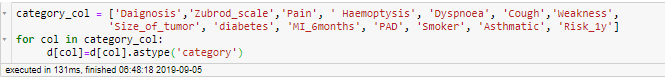 category_col = ['Daignosis','Zubrod_scale','Pain', ' Haemoptysis', 'Dyspnoea', 'Cough','Weakness',
'Size_of_tumor', 'diabetes', 'MI_6months', 'PAD', 'Smoker', 'Asthmatic', 'Risk_1y']
for col in category_col:
d[col]=d[col].astype('category')
executed in 131ms, finished 06:48:18 2019-09-05